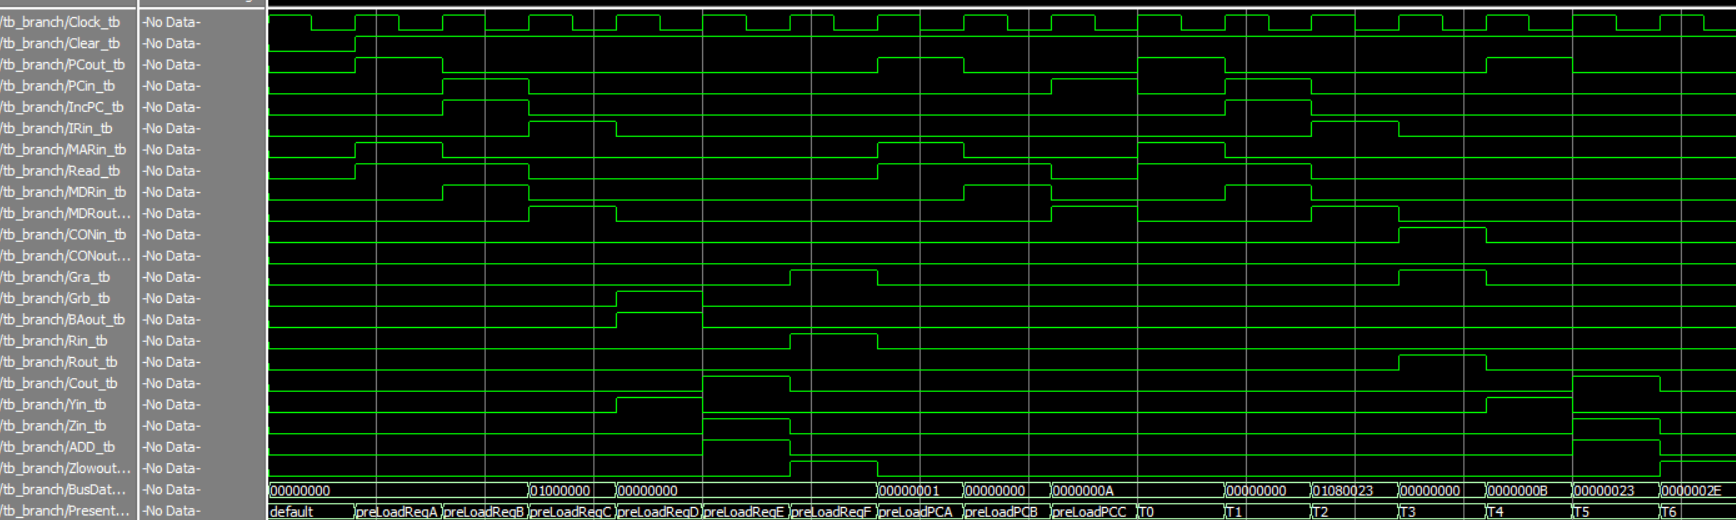 /tb_branch/Clock_tb -No Data-
/tb_branch/Clear_tb -No Data-
/tb_branch/PCout_tb -No Data-
/tb_branch/PCin_tb -No Data-
/tb_branch/IncPC_tb -No Data-
/tb_branch/IRin_tb -No Data-
/tb_branch/MARin_tb -No Data-
/tb_branch/Read_tb -No Data-
/tb_branch/MDRin_tb -No Data-
/tb_branch/MDRout... -No Data-
/tb_branch/CONin_tb -No Data-
/tb_branch/CONout... -No Data-
/tb_branch/Gra_tb -No Data-
/tb_branch/Grb_tb -No Data-
/tb_branch/BAout_tb -No Data-
/tb_branch/Rin_tb -No Data-
/tb_branch/Rout_tb -No Data-
/tb_branch/Cout_tb -No Data-
/tb_branch/Yin_tb -No Data-
/tb_branch/Zin_tb -No Data-
/tb_branch/ADD_tb -No Data-
/tb_branch/Zlowout... -No Data-
/tb_branch/BusDat... -No Data- 00000000 01000000 00000000 00000001 00000000 0000000A 00000000 01080023 00000000 0000000B 00000023 0000002E
/tb_branch/Present... -No Data- default preLoadRegA preLoadRegB preLoadRegC preLoadRegD preLoadRegE preLoadRegF preLoadPCA preLoadPCB preLoadPCC T0 T1 T2 T3 T4 T5 T6